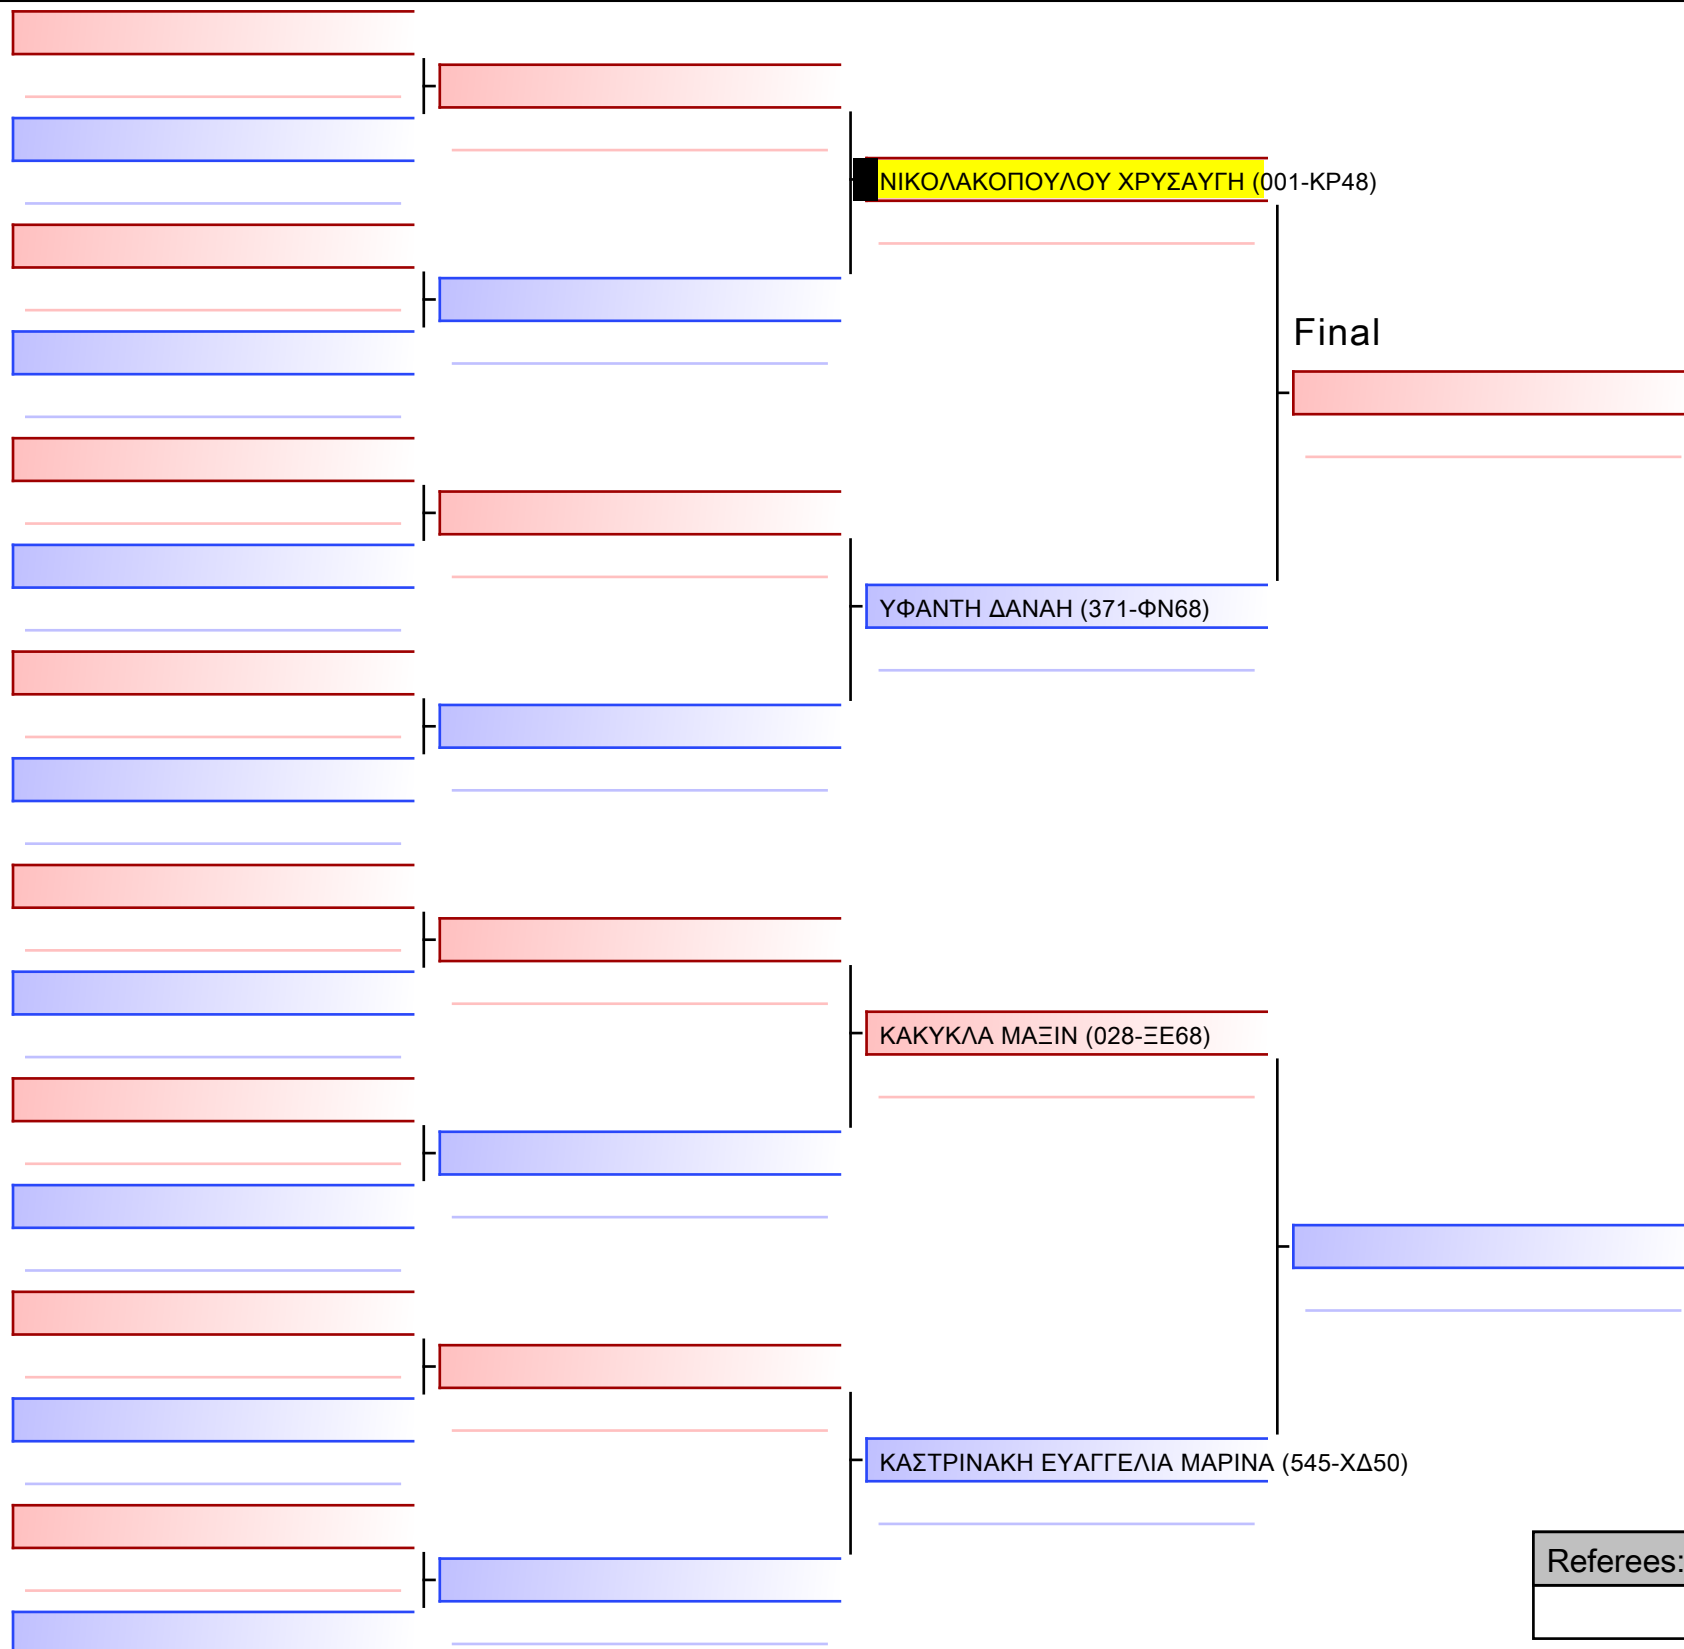 ΝΙΚΟΛΑΚΟΠΟΥΛΟΥ ΧΡΥΣΑΥΓΗ (001-ΚΡ48)
Final
ΥΦΑΝΤΗ ΔΑΝΑΗ (371-ΦΝ68)
ΚΑΚΥΚΛΑ ΜΑΞΙΝ (028-ΞΕ68)
ΚΑΣΤΡΙΝΑΚΗ ΕΥΑΓΓΕΛΙΑ ΜΑΡΙΝΑ (545-ΧΔ50)
Referees: